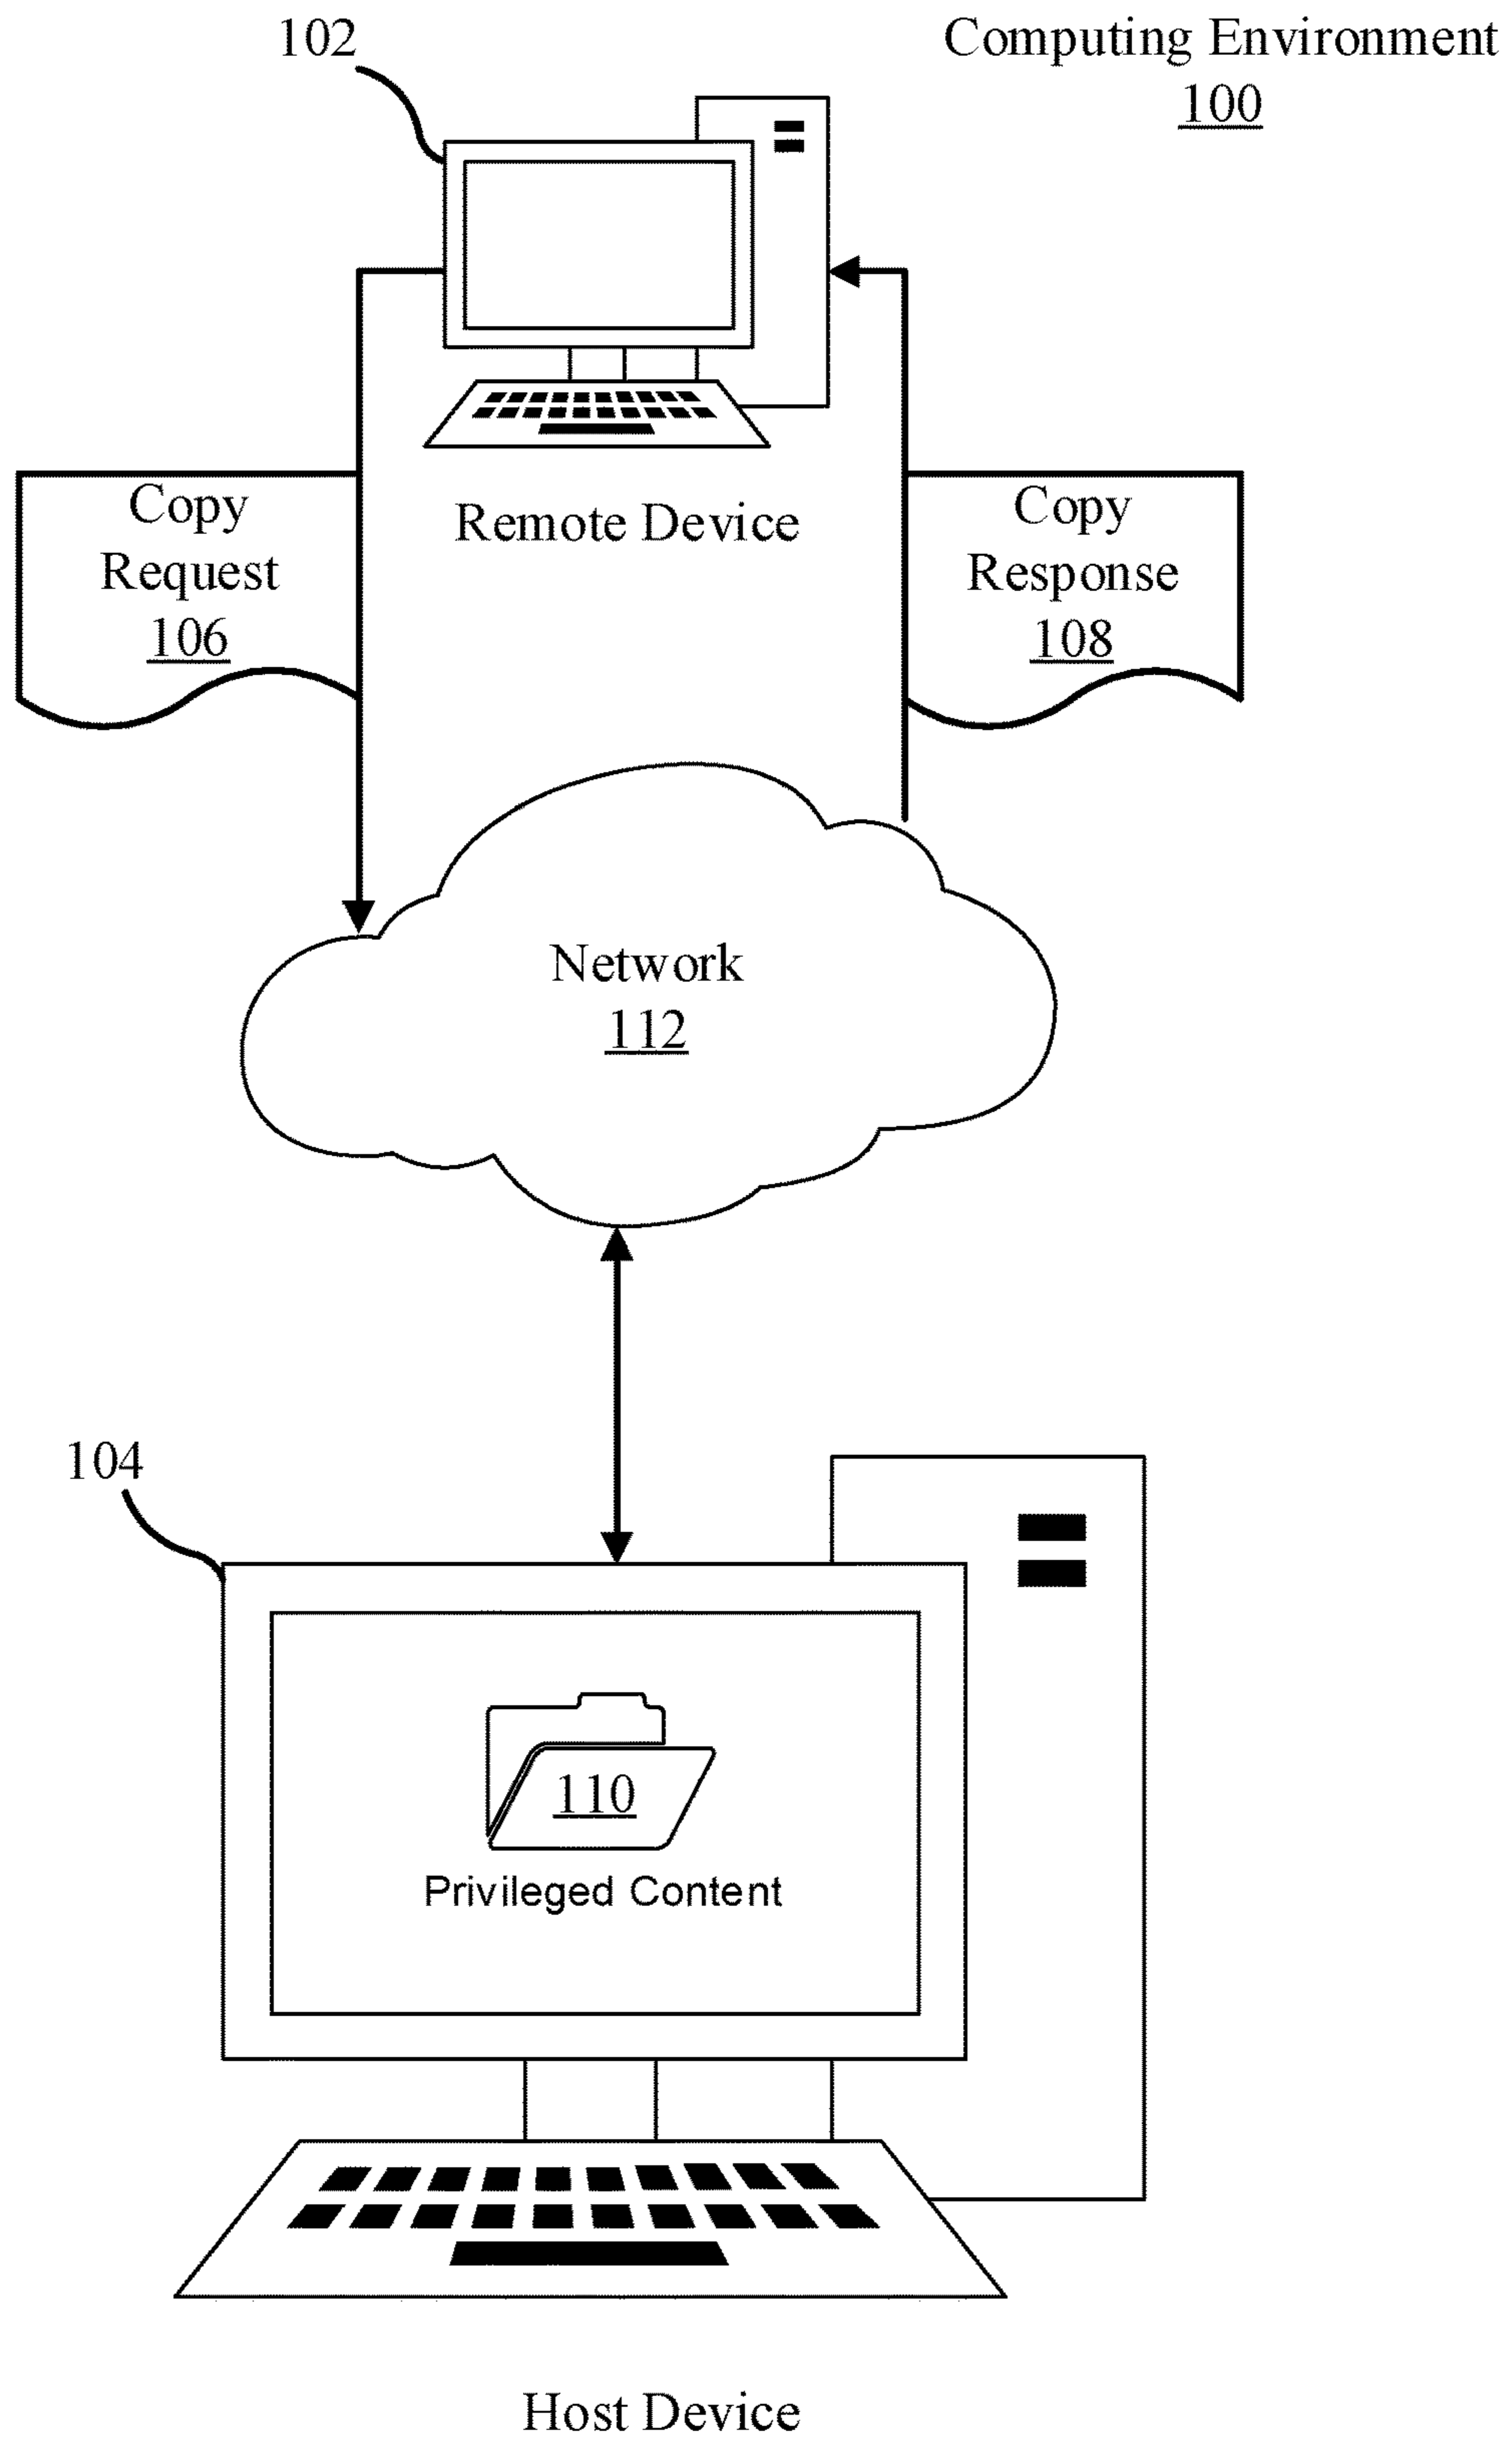 102
Computing Environment
100
Copy
Request
106
Remote Device
Copy
Response
108
Network
112
104
110
Privileged Content
Host Device